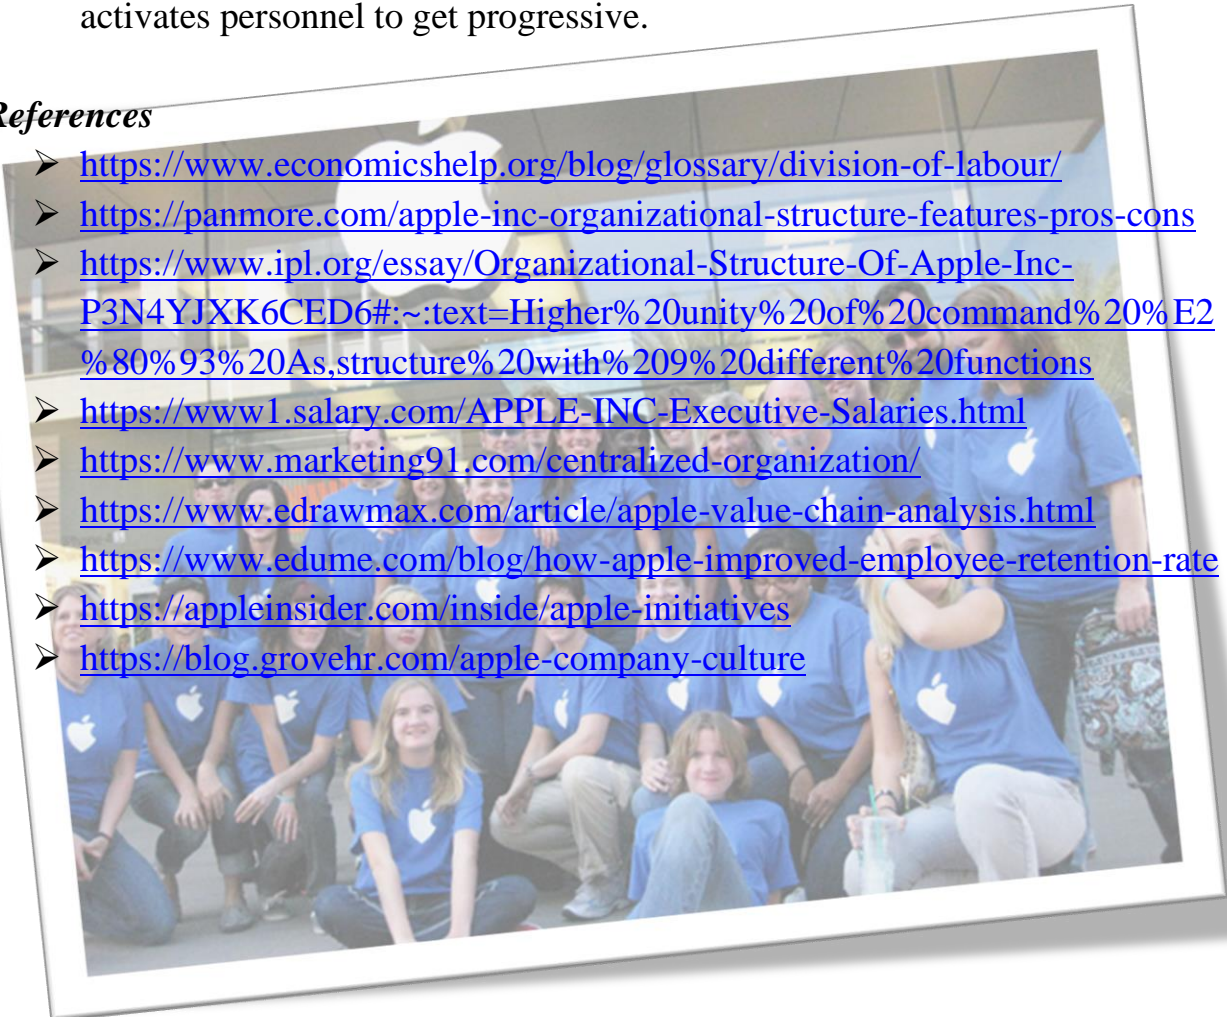 activates personnel to get progressive.
References
➢ https://www.economicshelp.org/blog/glossary/division-of-labour/
➢ https://panmore.com/apple-inc-organizational-structure-features-pros-cons
➢ https://www.ipl.org/essay/Organizational-Structure-Of-Apple-Inc-
P3N4YJXK6CED6#:~:text=Higher%20unity%20of%20command%20%E2
%80%93%20As,structure%20with%209%20different%20functions
➢ https://www1.salary.com/APPLE-INC-Executive-Salaries.html
➢ https://www.marketing91.com/centralized-organization/
➢ https://www.edrawmax.com/article/apple-value-chain-analysis.html
➢ https://www.edume.com/blog/how-apple-improved-employee-retention-rate
➢ https://appleinsider.com/inside/apple-initiatives
➢ https://blog.grovehr.com/apple-company-culture